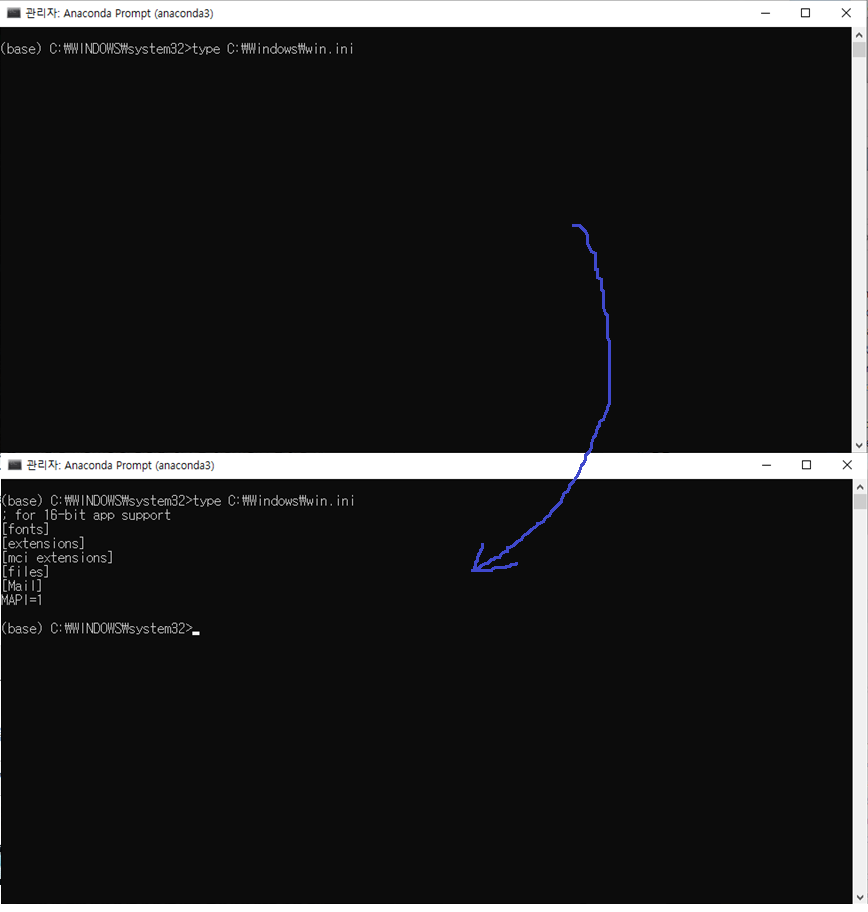 관리자: Anaconda Prompt (anaconda3)
(base) C:₩WINDOWS₩system32>type C:₩Windows₩win.ini
관리자: Anaconda Prompt (anaconda3)
(base) C:₩WINDOWS₩system32>type C:₩Windows₩win.ini
; for 16-bit app support
[fonts]
[extensions]
[mci extensions]
[files]
[Mail]
MAPI=1
(base) C:₩WINDOWS₩system32>